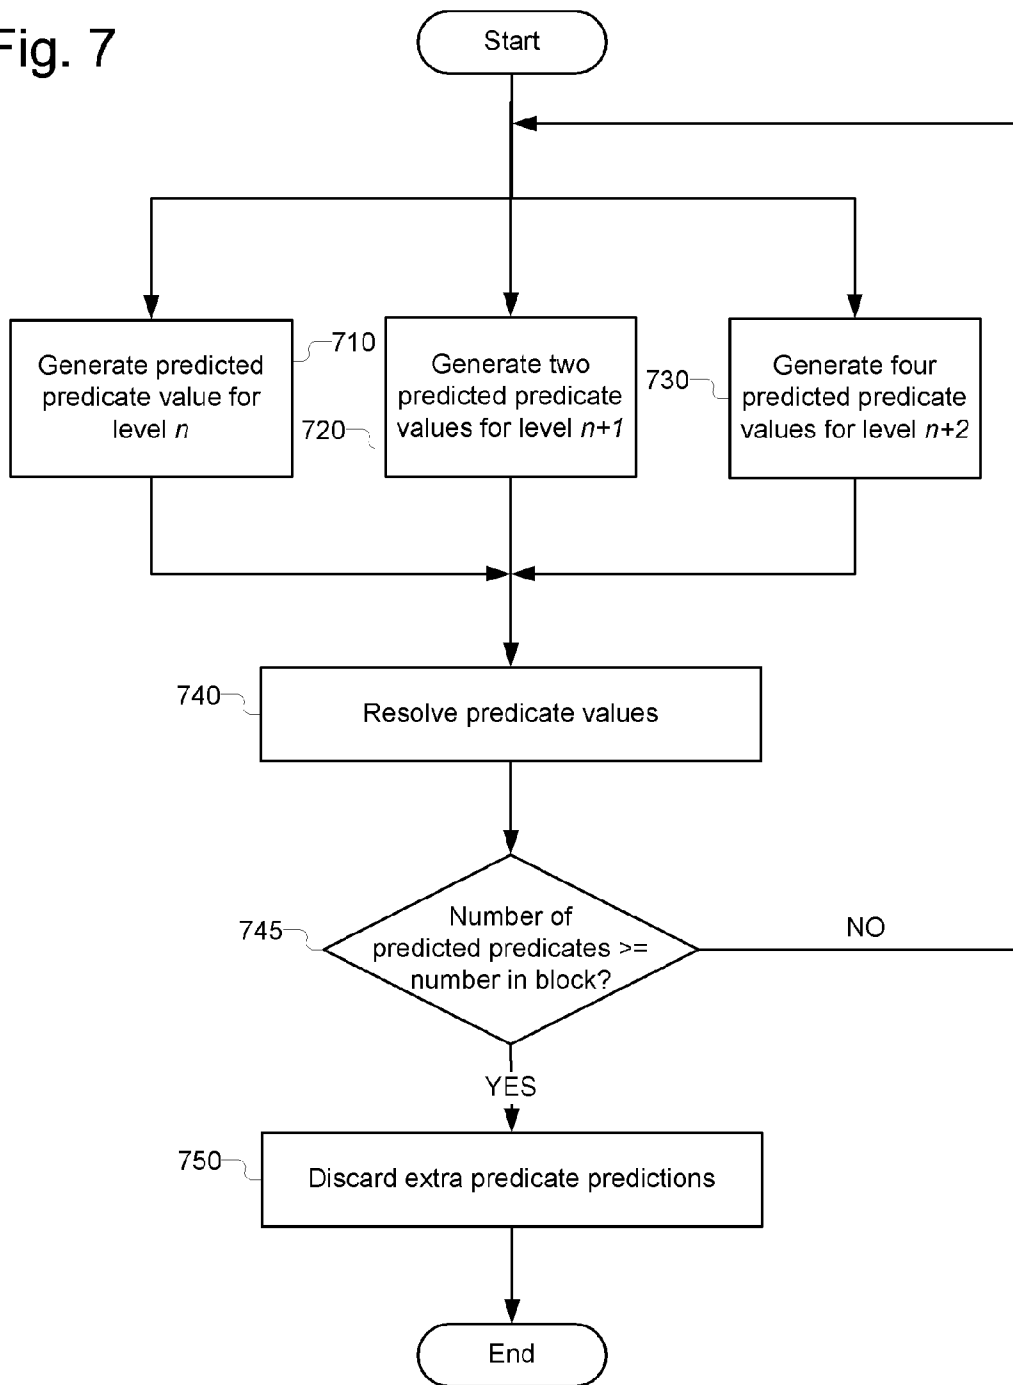 Fig. 7
Start
Generate predicted
predicate value for
level n
710
Generate two
predicted predicate
values for level n+1
720
Generate four
predicted predicate
values for level n+2
730
Resolve predicate values
740
Number of
predicted predicates >=
number in block?
745
NO
YES
Discard extra predicate predictions
750
End